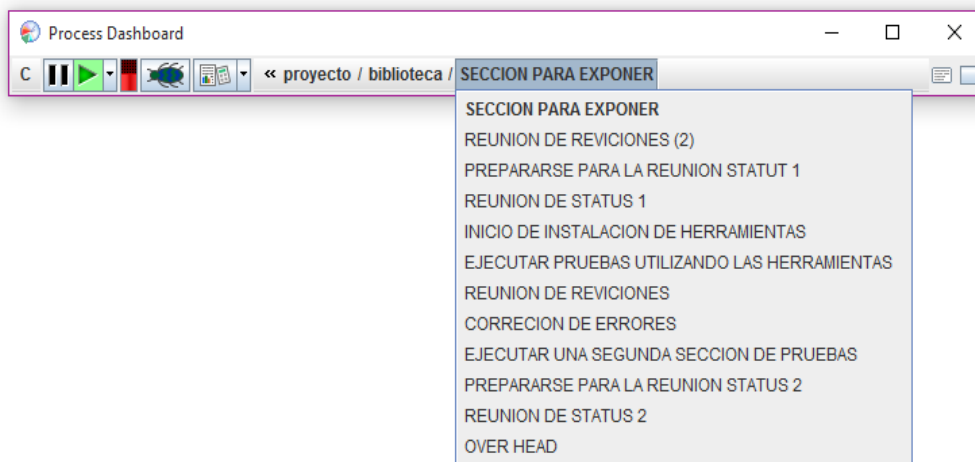 Process Dashboard
C « proyecto / biblioteca / SECCION PARA EXPONER
SECCION PARA EXPONER
REUNION DE REVICIONES (2)
PREPARARSE PARA LA REUNION STATUT 1
REUNION DE STATUS 1
INICIO DE INSTALACION DE HERRAMIENTAS
EJECUTAR PRUEBAS UTILIZANDO LAS HERRAMIENTAS
REUNION DE REVICIONES
CORRECION DE ERRORES
EJECUTAR UNA SEGUNDA SECCION DE PRUEBAS
PREPARARSE PARA LA REUNION STATUS 2
REUNION DE STATUS 2
OVER HEAD